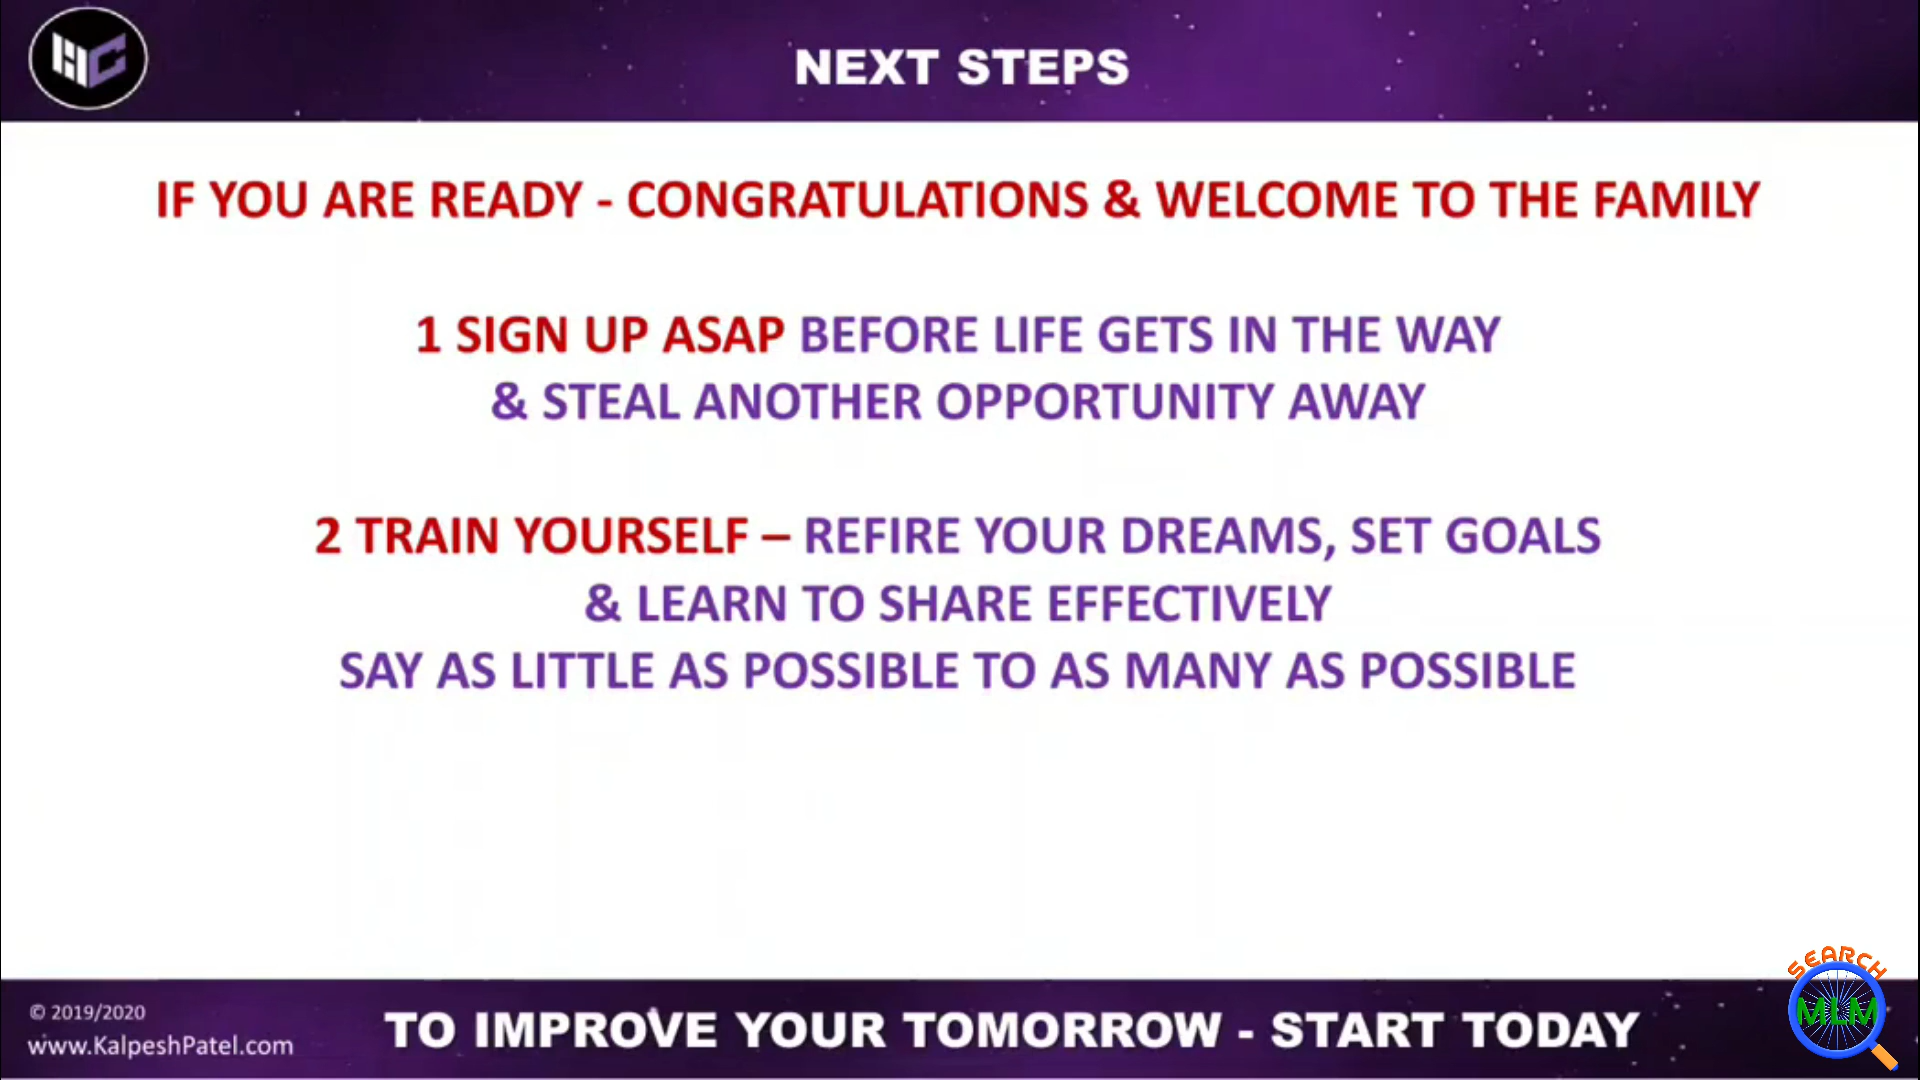 NEXT STEPS
IF YOU ARE READY - CONGRATULATIONS & WELCOME TO THE FAMILY
1 SIGN UP ASAP BEFORE LIFE GETS IN THE WAY
& STEAL ANOTHER OPPORTUNITY AWAY
2 TRAIN YOURSELF – REFIRE YOUR DREAMS, SET GOALS
& LEARN TO SHARE EFFECTIVELY
SAY AS LITTLE AS POSSIBLE TO AS MANY AS POSSIBLE
© 2019/2020
www.KalpeshPatel.com
TO IMPROVE YOUR TOMORROW - START TODAY
SEARCH
MLM